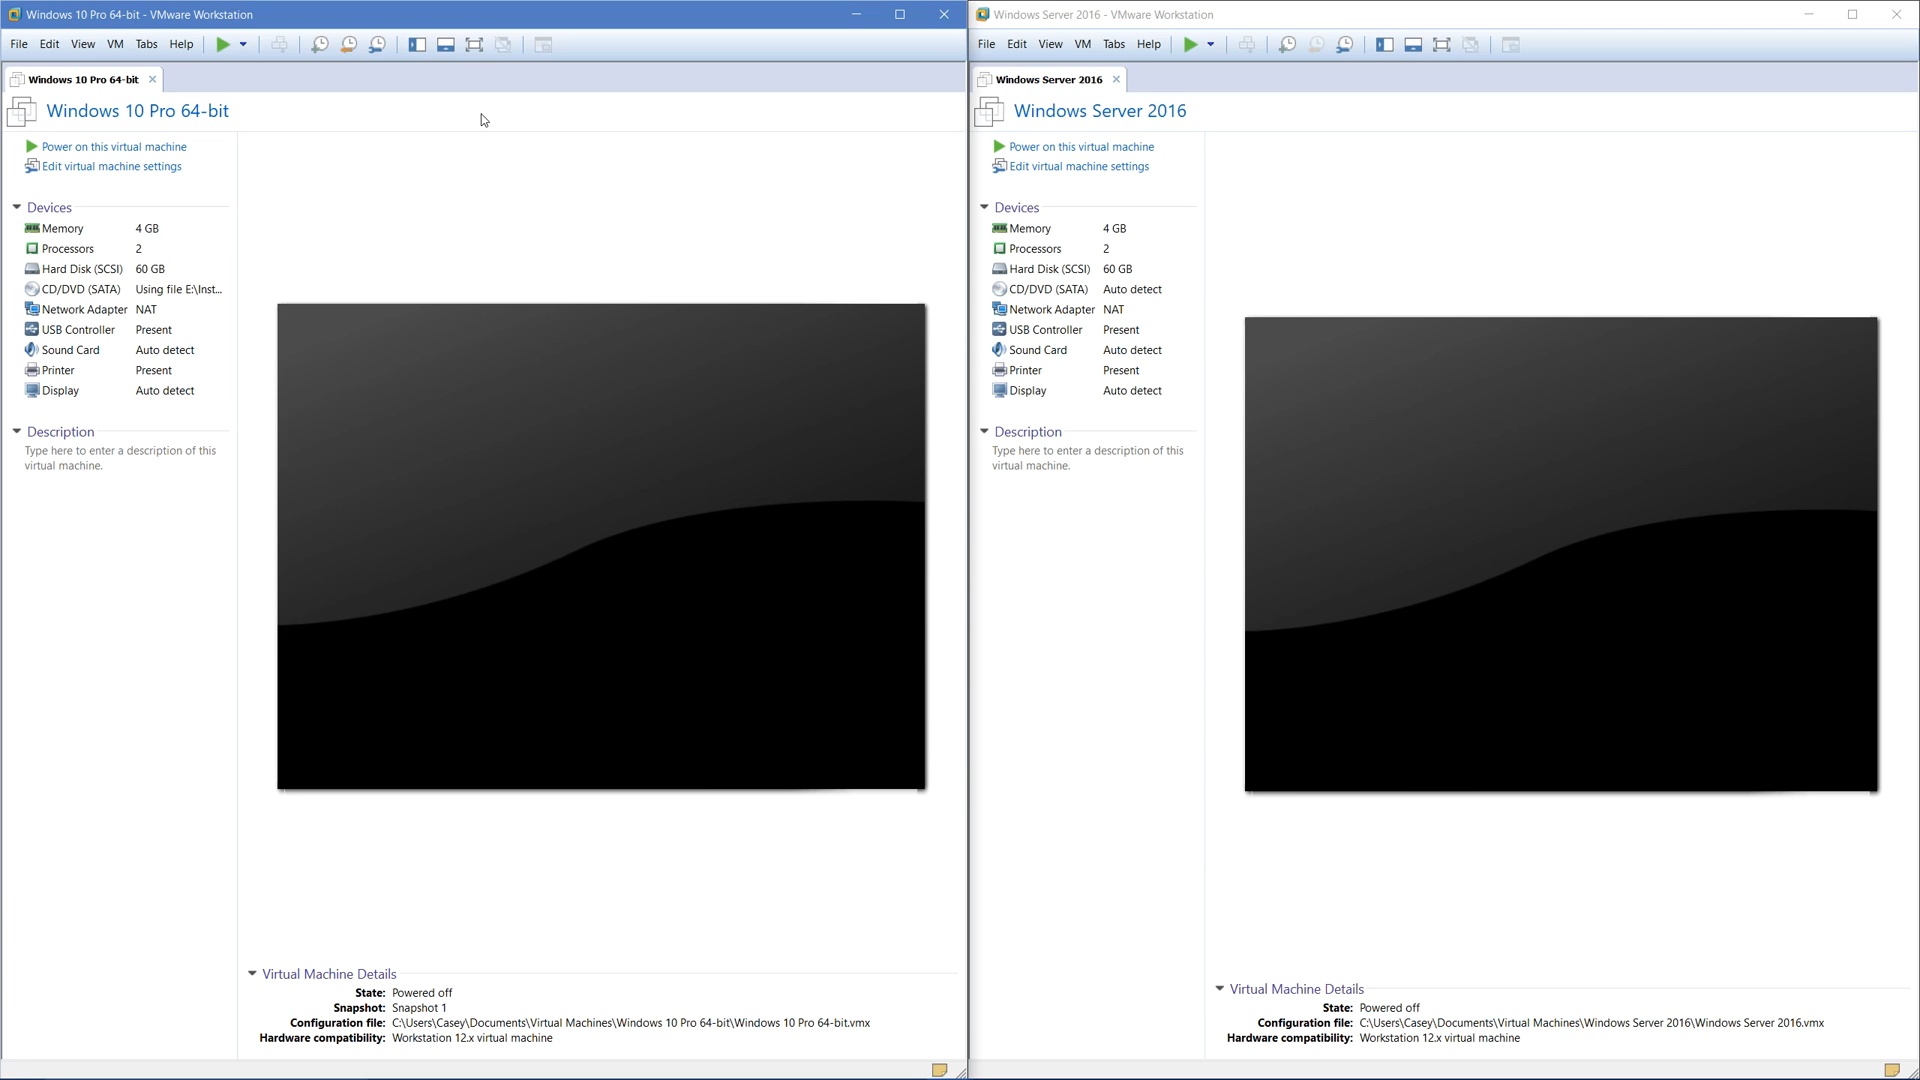 Windows 10 Pro 64-bit - VMware Workstation
File Edit View VM Tabs Help
Windows 10 Pro 64-bit
Windows 10 Pro 64-bit
Power on this virtual machine
Edit virtual machine settings
Devices
Memory 4 GB
Processors 2
Hard Disk (SCSI) 60 GB
CD/DVD (SATA) Using file E:\Inst...
Network Adapter NAT
USB Controller Present
Sound Card Auto detect
Printer Present
Display Auto detect
Description
Type here to enter a description of this
virtual machine.
Virtual Machine Details
State: Powered off
Snapshot: Snapshot 1
Configuration file: C:\Users\Casey\Documents\Virtual Machines\Windows 10 Pro 64-bit\Windows 10 Pro 64-bit.vmx
Hardware compatibility: Workstation 12.x virtual machine
Windows Server 2016 - VMware Workstation
File Edit View VM Tabs Help
Windows Server 2016
Windows Server 2016
Power on this virtual machine
Edit virtual machine settings
Devices
Memory 4 GB
Processors 2
Hard Disk (SCSI) 60 GB
CD/DVD (SATA) Auto detect
Network Adapter NAT
USB Controller Present
Sound Card Auto detect
Printer Present
Display Auto detect
Description
Type here to enter a description of this
virtual machine.
Virtual Machine Details
State: Powered off
Configuration file: C:\Users\Casey\Documents\Virtual Machines\Windows Server 2016\Windows Server 2016.vmx
Hardware compatibility: Workstation 12.x virtual machine